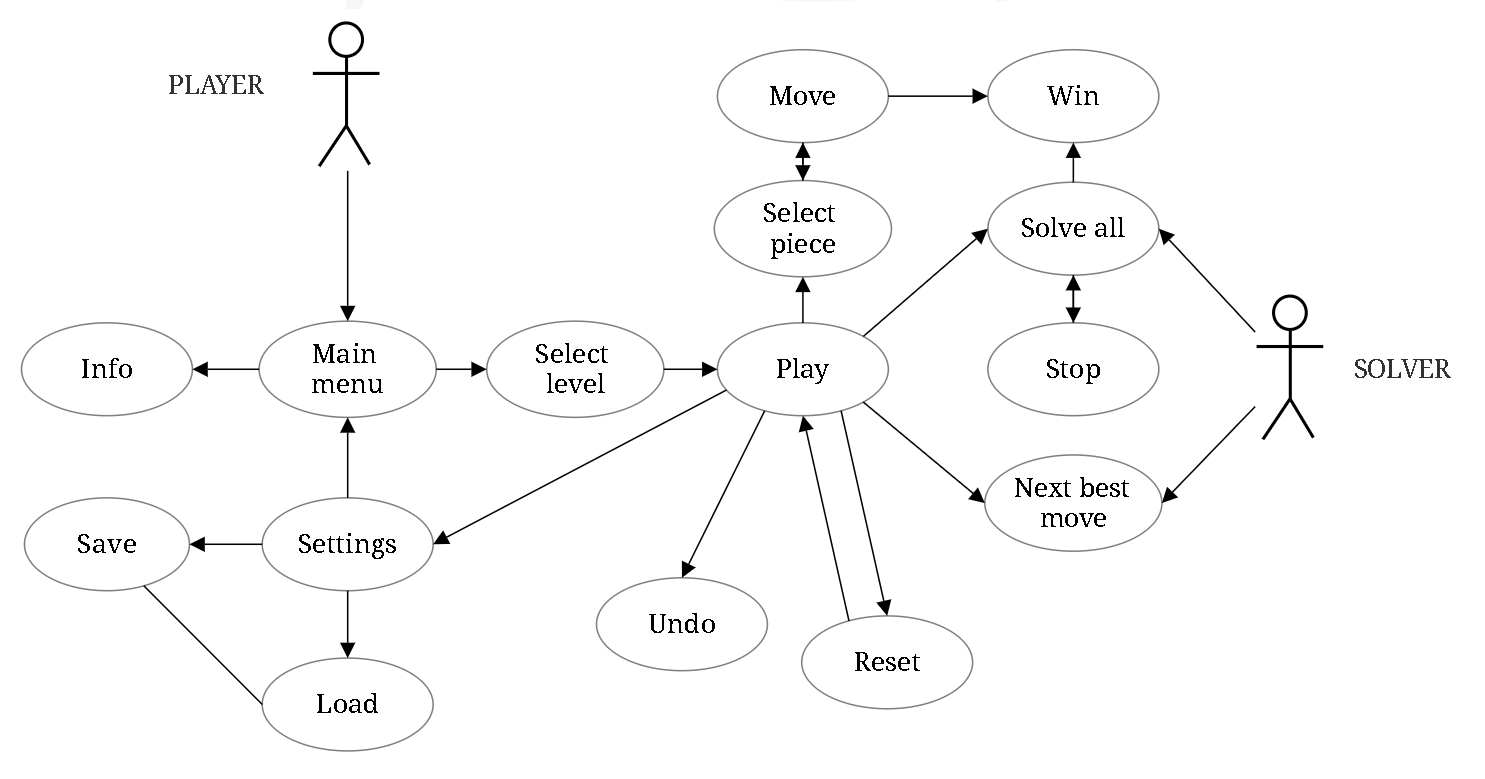 PLAYER
Move
Win
Select
piece
Solve all
Info
Main
menu
Select
level
Play
Stop
SOLVER
Next best
move
Save
Settings
Undo
Reset
Load